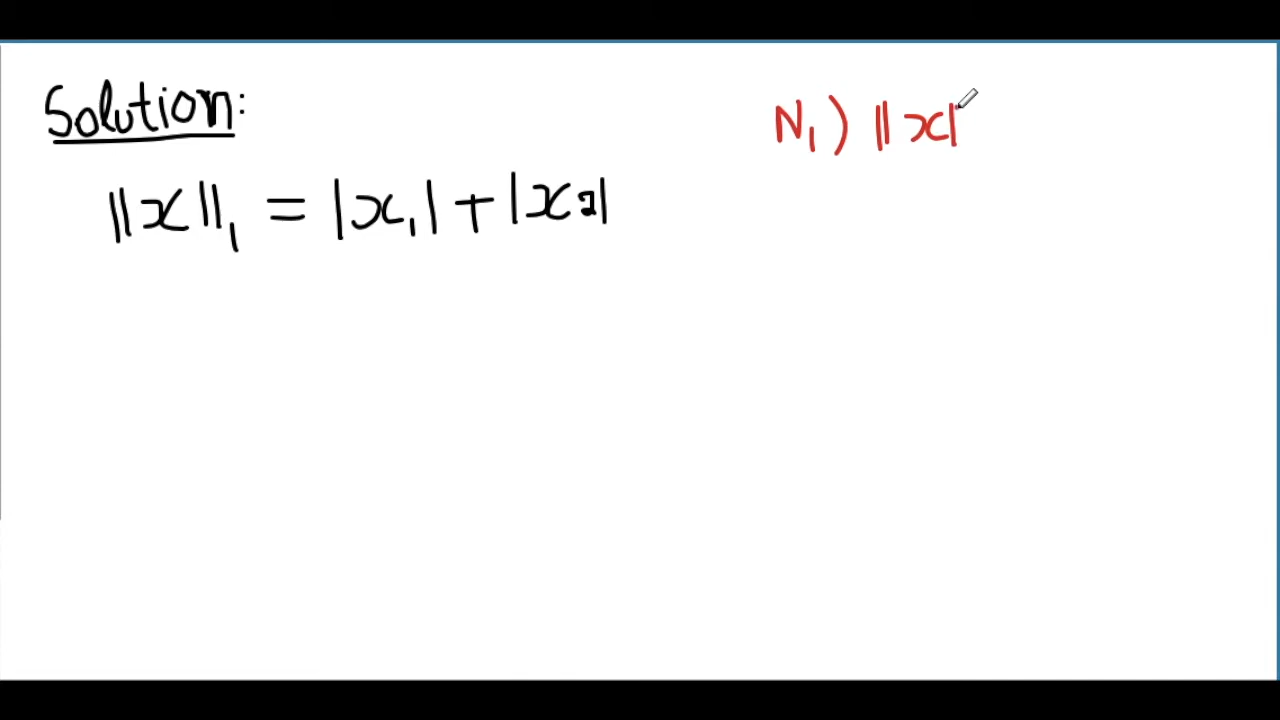 Solution:
‖x‖₁ = |x₁| + |x₂|
N₁) ‖x|